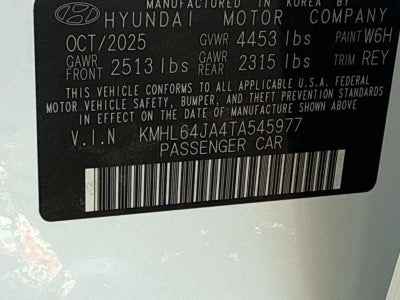 MANUFACTURED IN KOREA BY
HYUNDAI MOTOR COMPANY
OCT/2025 GVWR 4453 lbs PAINT W6H
GAWR FRONT 2513 lbs GAWR REAR 2315 lbs TRIM REY
THIS VEHICLE CONFORMS TO ALL APPLICABLE U.S.A FEDERAL
MOTOR VEHICLE SAFETY, BUMPER, AND THEFT PREVENTION STANDARDS
IN EFFECT ON THE DATE OF MANUFACTURE SHOWN ABOVE.
V.I.N KMHL64JA4TA545977
PASSENGER CAR